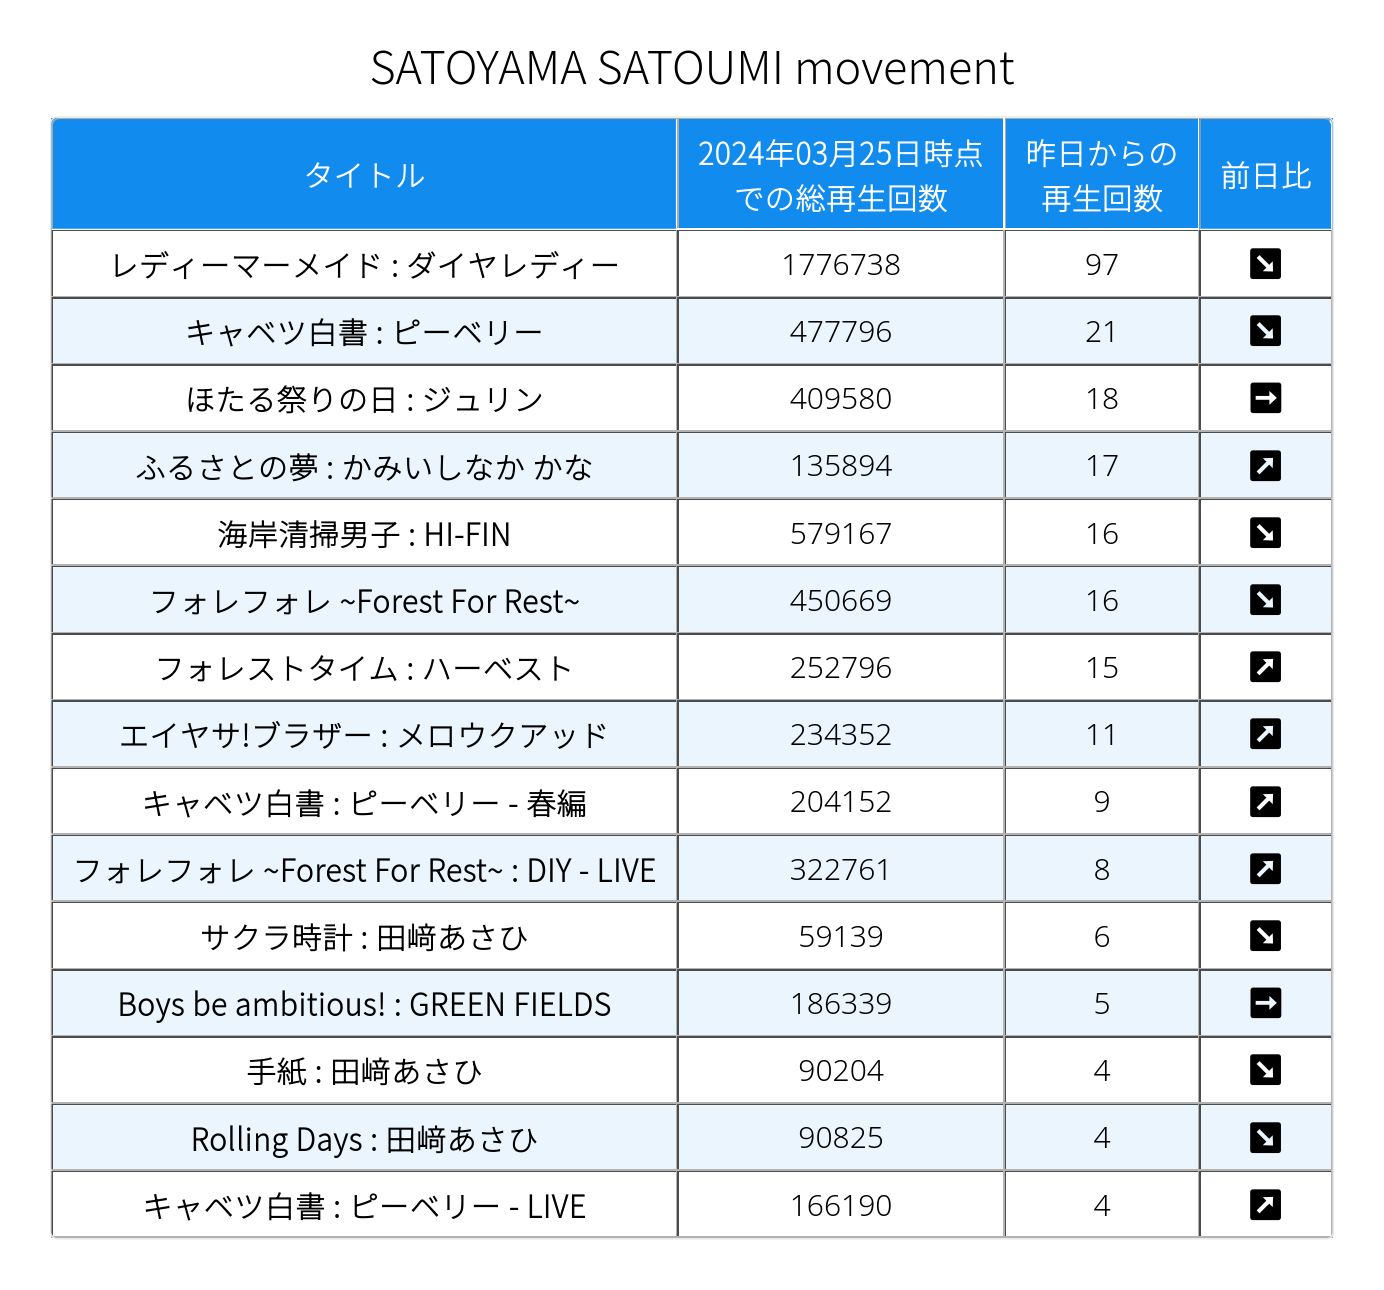 SATOYAMA SATOUMI movement
タイトル
2024年03月25日時点
での総再生回数
昨日からの
再生回数
前日比
レディーマーメイド : ダイヤレディー 1776738 97
キャベツ白書 : ピーベリー 477796 21
ほたる祭りの日 : ジュリン 409580 18
ふるさとの夢 : かみいしなか かな 135894 17
海岸清掃男子 : HI-FIN 579167 16
フォレフォレ ~Forest For Rest~ 450669 16
フォレストタイム : ハーベスト 252796 15
エイヤサ!ブラザー : メロウクアッド 234352 11
キャベツ白書 : ピーベリー - 春編 204152 9
フォレフォレ ~Forest For Rest~ : DIY - LIVE 322761 8
サクラ時計 : 田﨑あさひ 59139 6
Boys be ambitious! : GREEN FIELDS 186339 5
手紙 : 田﨑あさひ 90204 4
Rolling Days : 田﨑あさひ 90825 4
キャベツ白書 : ピーベリー - LIVE 166190 4